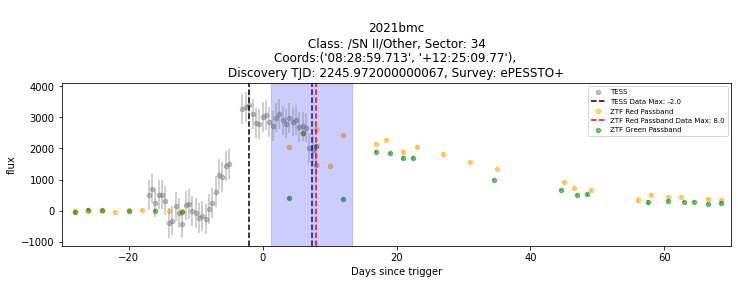 2021bmc
Class: /SN II/Other, Sector: 34
Coords:('08:28:59.713', '+12:25:09.77'),
Discovery TJD: 2245.972000000067, Survey: ePESSTO+
flux
4000
3000
2000
1000
0
−1000
TESS
TESS Data Max: -2.0
ZTF Red Passband
ZTF Red Passband Data Max: 8.0
ZTF Green Passband
−20
0
20
40
60
Days since trigger